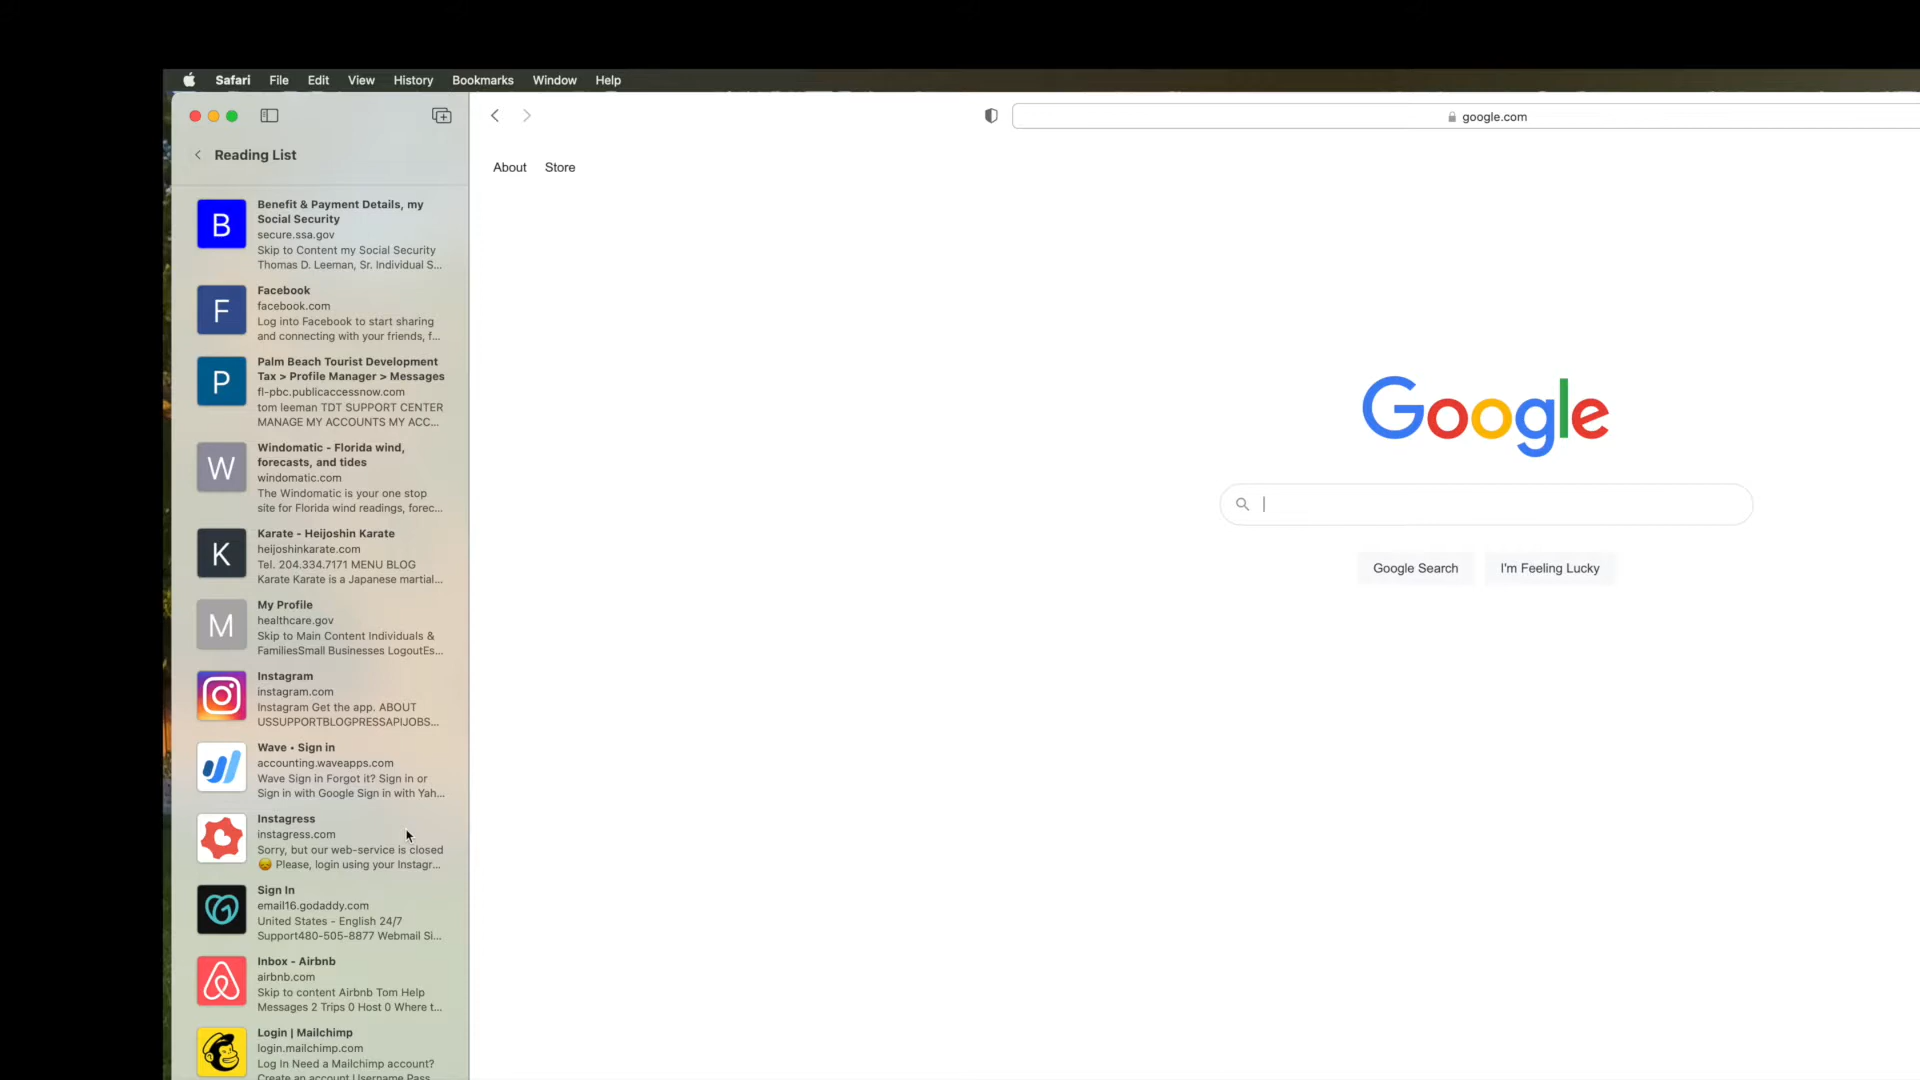 Safari File Edit View History Bookmarks Window Help
google.com
Reading List
About Store
B
Benefit & Payment Details, my
Social Security
secure.ssa.gov
Skip to Content my Social Security
Thomas D. Leeman, Sr. Individual S...
F
Facebook
facebook.com
Log into Facebook to start sharing
and connecting with your friends, f...
P
Palm Beach Tourist Development
Tax > Profile Manager > Messages
fl-pbc.publicaccessnow.com
tom leeman TDT SUPPORT CENTER
MANAGE MY ACCOUNTS MY ACC...
W
Windomatic - Florida wind,
forecasts, and tides
windomatic.com
The Windomatic is your one stop
site for Florida wind readings, forec...
K
Karate - Heijoshin Karate
heijoshinkarate.com
Tel. 204.334.7171 MENU BLOG
Karate Karate is a Japanese martial...
M
My Profile
healthcare.gov
Skip to Main Content Individuals &
FamiliesSmall Businesses LogoutEs...
Instagram
instagram.com
Instagram Get the app. ABOUT
USSUPPORTBLOGPRESSAPIJOBS...
Wave • Sign in
accounting.waveapps.com
Wave Sign in Forgot it? Sign in or
Sign in with Google Sign in with Yah...
Instagress
instagress.com
Sorry, but our web-service is closed
😞 Please, login using your Instagr...
Sign In
email16.godaddy.com
United States - English 24/7
Support480-505-8877 Webmail Si...
Inbox - Airbnb
airbnb.com
Skip to content Airbnb Tom Help
Messages 2 Trips 0 Host 0 Where t...
Login | Mailchimp
login.mailchimp.com
Log In Need a Mailchimp account?
Create an account Username Pass
Google
Google Search I'm Feeling Lucky